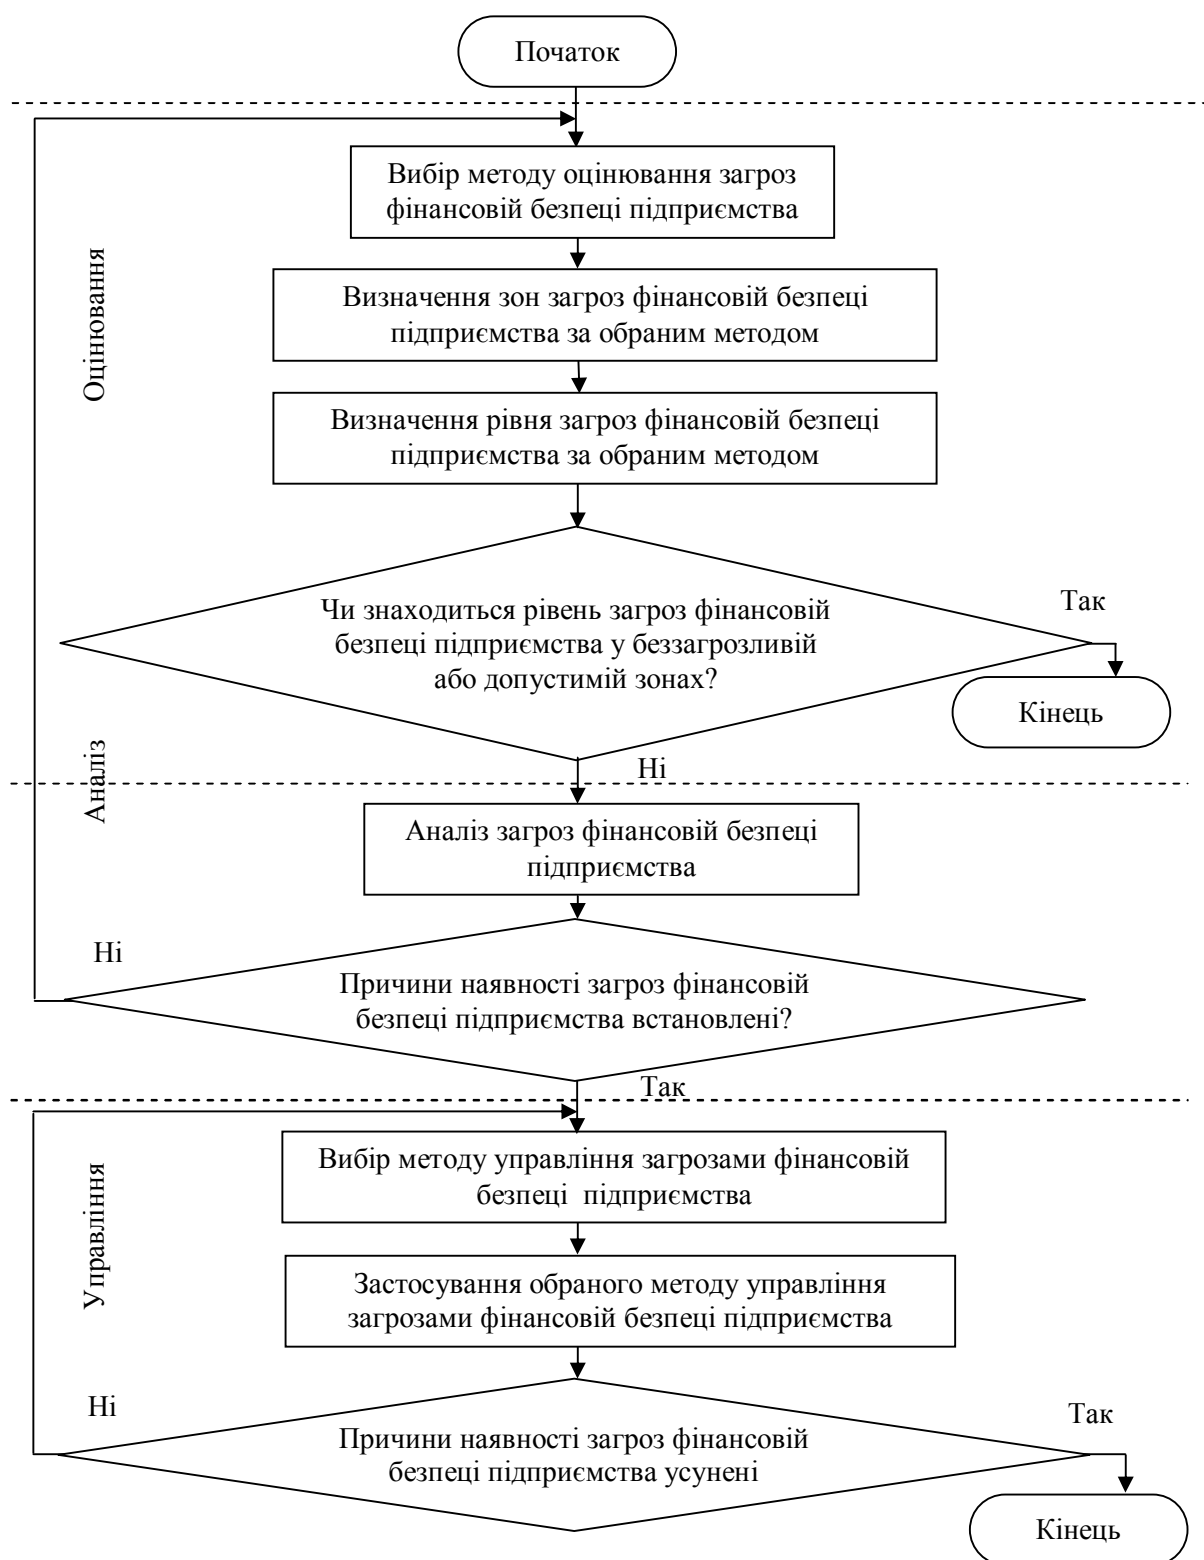 Початок
Вибір методу оцінювання загроз
фінансовій безпеці підприємства
Оцінювання
Визначення зон загроз фінансовій безпеці
підприємства за обраним методом
Визначення рівня загроз фінансовій безпеці
підприємства за обраним методом
Чи знаходиться рівень загроз фінансовій
безпеці підприємства у беззагрозливій
або допустимій зонах?
Так
Кінець
Ні
Аналіз
Аналіз загроз фінансовій безпеці
підприємства
Ні
Причини наявності загроз фінансовій
безпеці підприємства встановлені?
Так
Управління
Вибір методу управління загрозами фінансовій
безпеці підприємства
Застосування обраного методу управління
загрозами фінансовій безпеці підприємства
Ні
Причини наявності загроз фінансовій
безпеці підприємства усунені
Так
Кінець